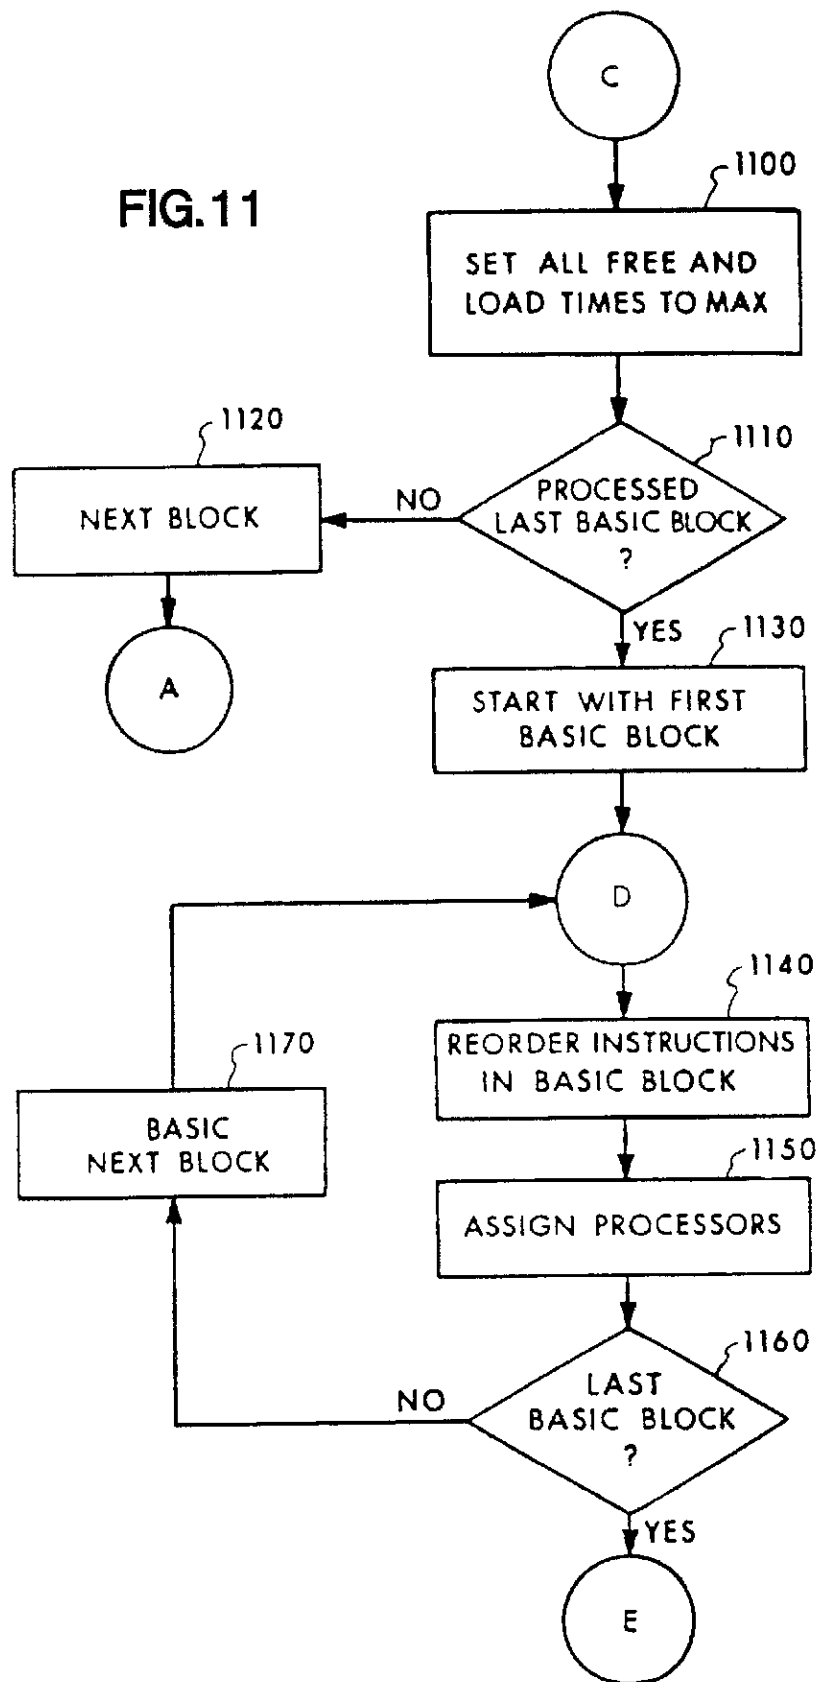 C
FIG.11
1100
SET ALL FREE AND
LOAD TIMES TO MAX
1120
NEXT BLOCK
NO
1110
PROCESSED
LAST BASIC BLOCK
?
A
YES
1130
START WITH FIRST
BASIC BLOCK
D
1140
REORDER INSTRUCTIONS
IN BASIC BLOCK
1170
BASIC
NEXT BLOCK
1150
ASSIGN PROCESSORS
1160
NO
LAST
BASIC BLOCK
?
YES
E